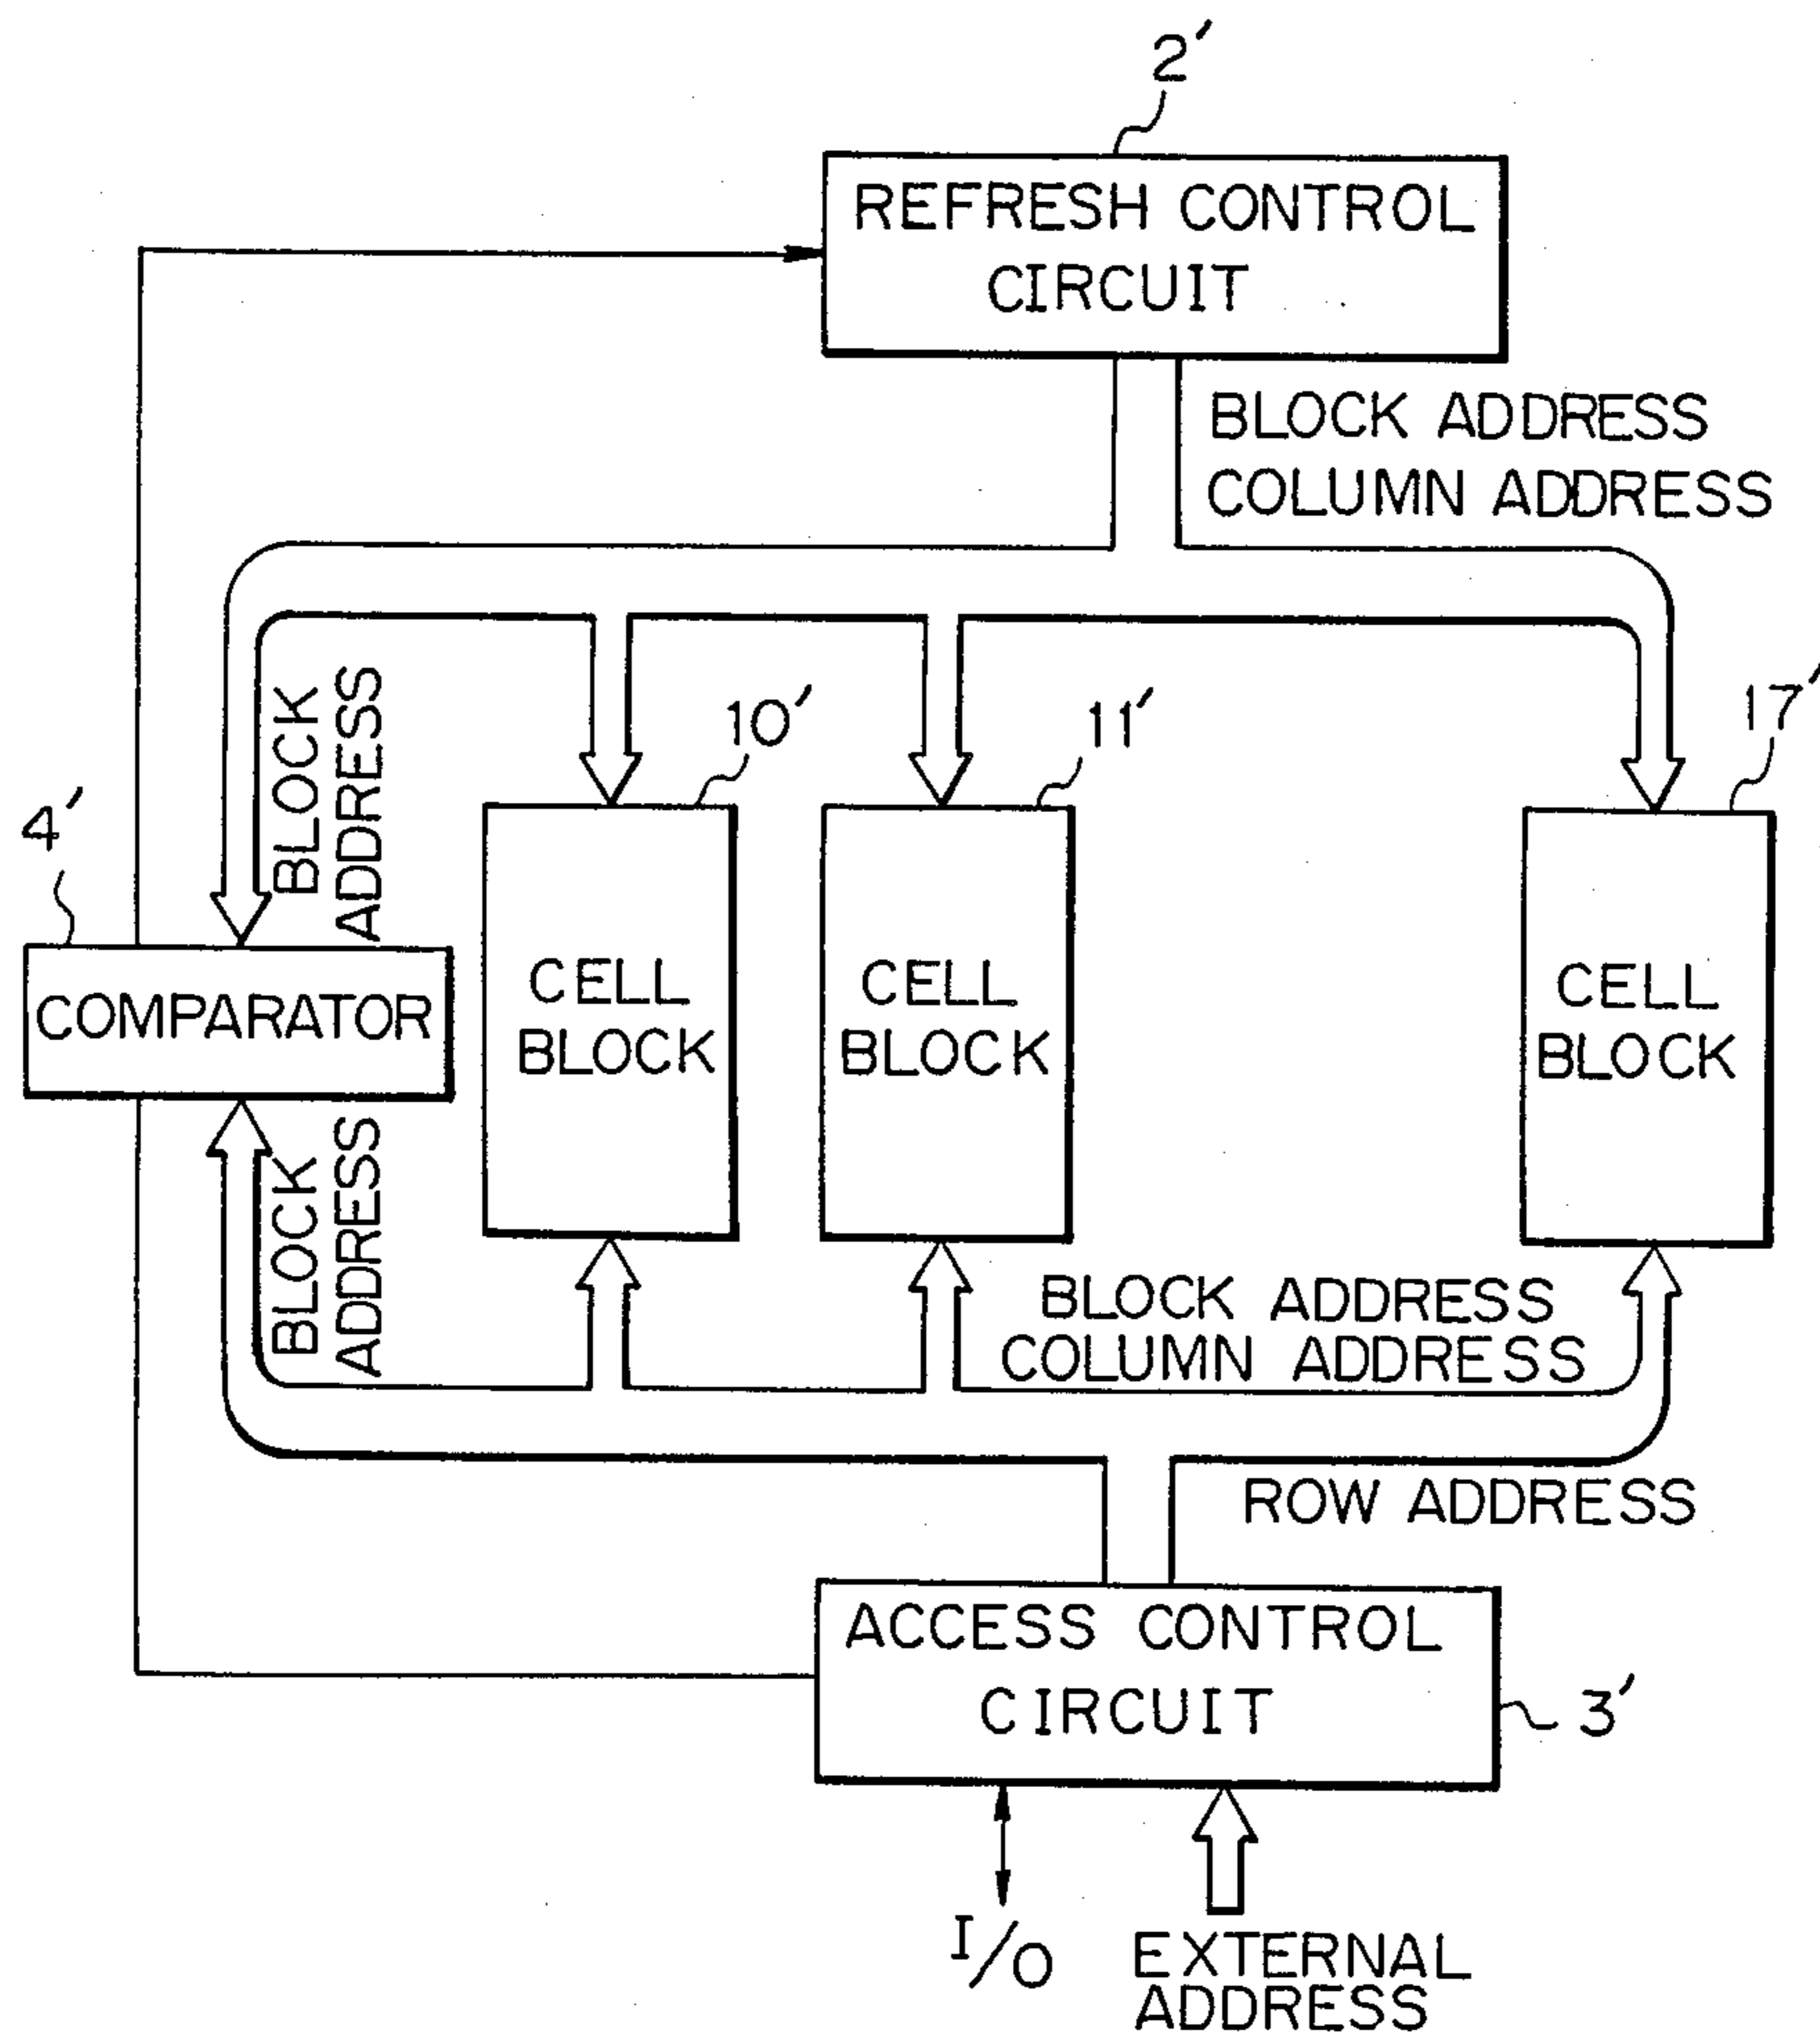 2′
REFRESH CONTROL
CIRCUIT
BLOCK ADDRESS
COLUMN ADDRESS
BLOCK
ADDRESS
10′
11′
17′
4′
COMPARATOR
CELL
BLOCK
CELL
BLOCK
CELL
BLOCK
BLOCK
ADDRESS
BLOCK ADDRESS
COLUMN ADDRESS
ROW ADDRESS
ACCESS CONTROL
CIRCUIT
3′
I/O
EXTERNAL
ADDRESS